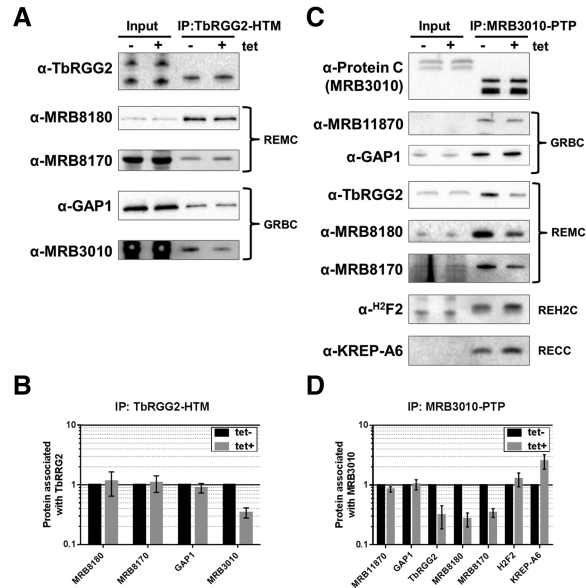 A
Input IP:TbRGG2-HTM
- + - + tet
α-TbRGG2
α-MRB8180
α-MRB8170
REMC
α-GAP1
α-MRB3010
GRBC
B
IP: TbRGG2-HTM
Protein associated
with TbRRG2
10
1
0.1
tet-
tet+
MRB8180
MRB8170
GAP1
MRB3010
C
Input IP:MRB3010-PTP
- + - + tet
α-Protein C
(MRB3010)
α-MRB11870
α-GAP1
GRBC
α-TbRGG2
α-MRB8180
α-MRB8170
REMC
α-H2F2 REH2C
α-KREP-A6 RECC
D
IP: MRB3010-PTP
Protein associated
with MRB3010
10
1
0.1
tet-
tet+
MRB11870
GAP1
TbRGG2
MRB8180
MRB8170
H2F2
KREP-A6